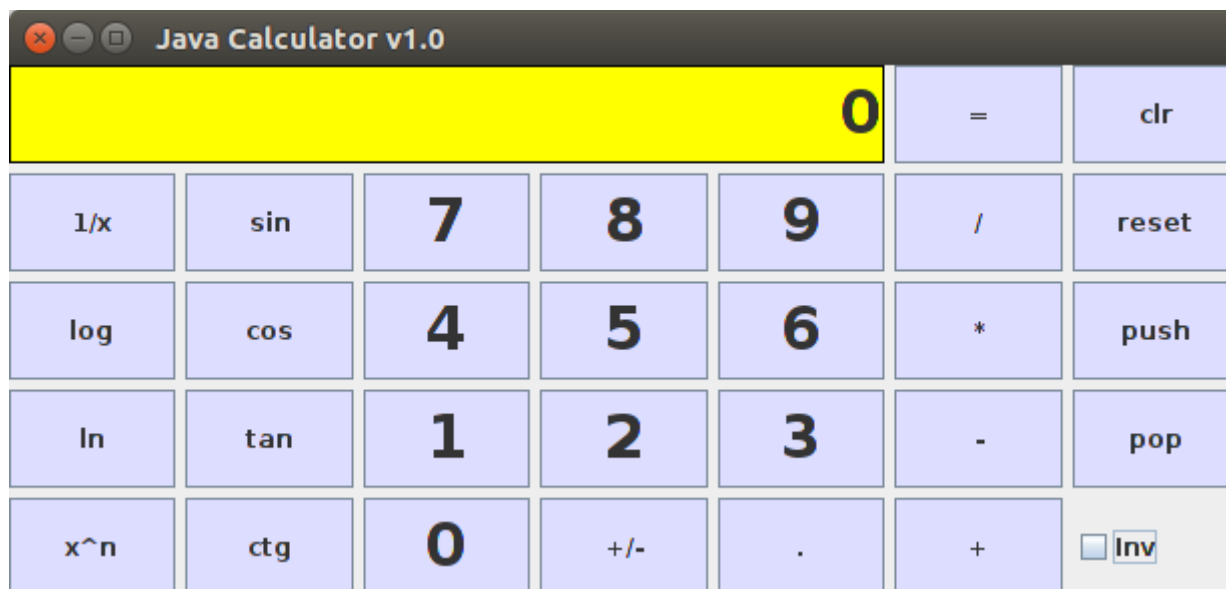 Java Calculator v1.0
0 = clr
1/x sin 7 8 9 / reset
log cos 4 5 6 * push
ln tan 1 2 3 - pop
x^n ctg 0 +/- . + Inv